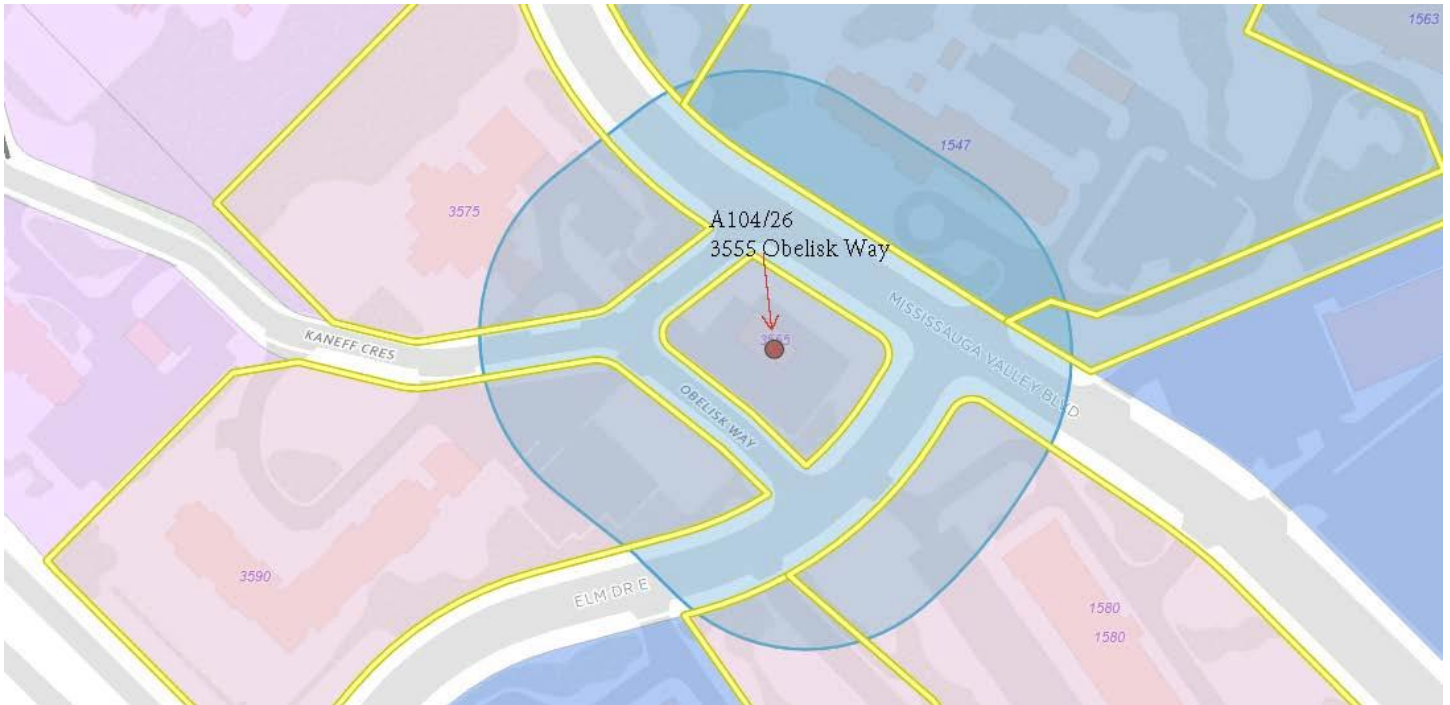 1563
1547
3575
A104/26
3555 Obelisk Way
MISSISSAUGA VALLEY BLVD
KANEFF CRES
OBELISK WAY
3590
ELM DR E
1580
1580